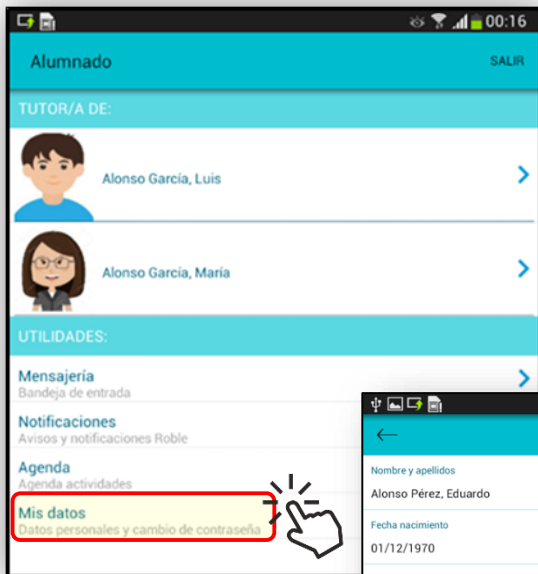 00:16
Alumnado
SALIR
TUTOR/A DE:
Alonso García, Luis
Alonso García, María
UTILIDADES:
Mensajería
Bandeja de entrada
Notificaciones
Avisos y notificaciones Roble
Agenda
Agenda actividades
Mis datos
Datos personales y cambio de contraseña
Nombre y apellidos
Alonso Pérez, Eduardo
Fecha nacimiento
01/12/1970